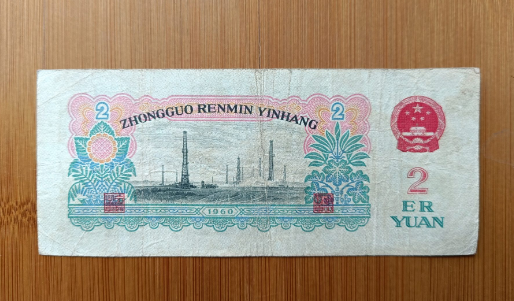 2
2
ZHONGGUO RENMIN YINHANG
1960
2
ER
YUAN